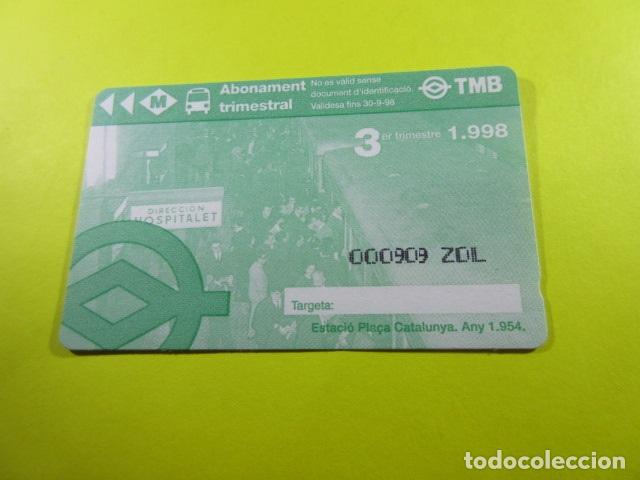 M
Abonament
trimestral
No es vàlid sense
document d'identificació.
Validesa fins 30-9-98
TMB
3er trimestre 1.998
DIRECCION
HOSPITALET
000909 ZDL
Targeta:
Estació Plaça Catalunya. Any 1.954.
todocoleccion